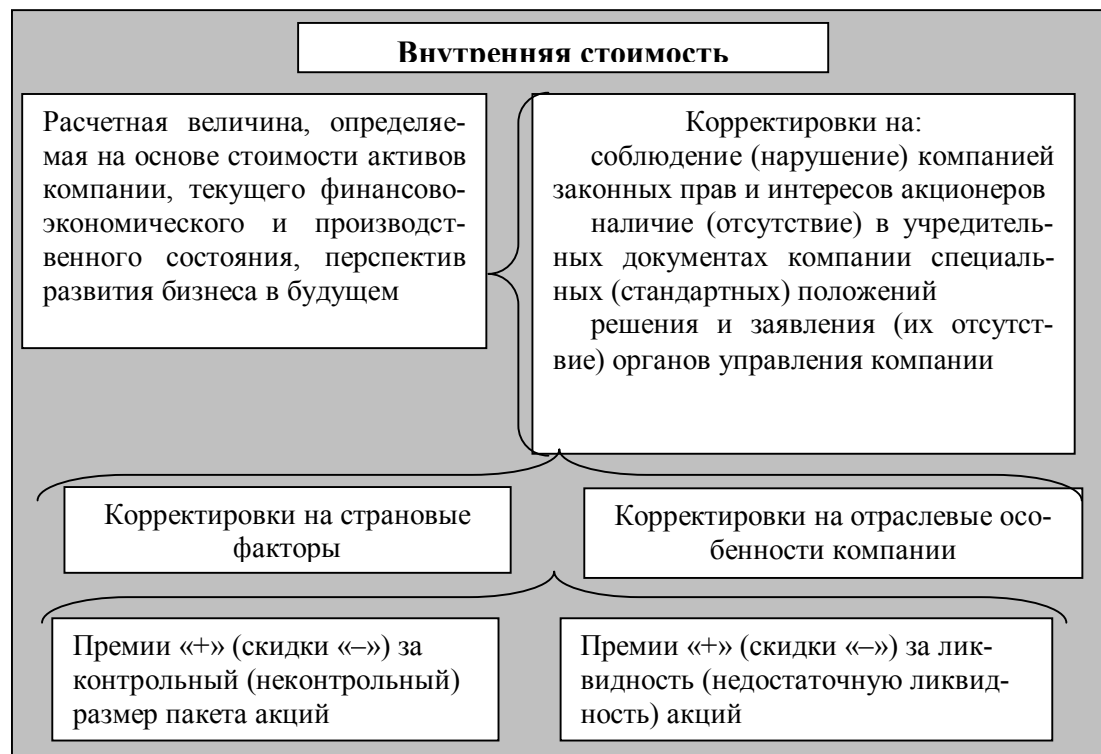 Внутренняя стоимость
Расчетная величина, определяе-
мая на основе стоимости активов
компании, текущего финансово-
экономического и производст-
венного состояния, перспектив
развития бизнеса в будущем
Корректировки на:
соблюдение (нарушение) компанией
законных прав и интересов акционеров
наличие (отсутствие) в учредитель-
ных документах компании специаль-
ных (стандартных) положений
решения и заявления (их отсутст-
вие) органов управления компании
Корректировки на страновые
факторы
Корректировки на отраслевые осо-
бенности компании
Премии «+» (скидки «–») за
контрольный (неконтрольный)
размер пакета акций
Премии «+» (скидки «–») за лик-
видность (недостаточную ликвид-
ность) акций